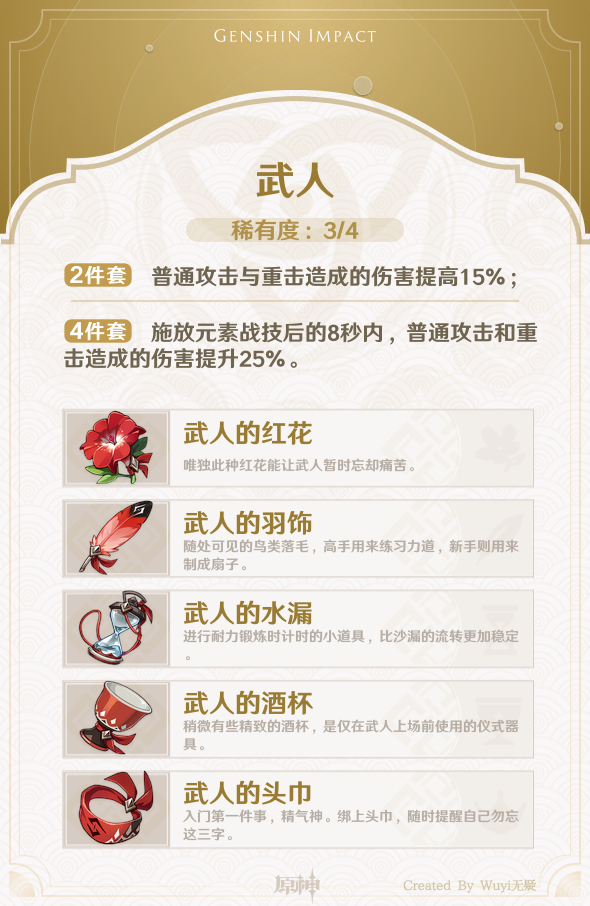 GENSHIN IMPACT
武人
稀有度：3/4
2件套 普通攻击与重击造成的伤害提高15%；
4件套 施放元素战技后的8秒内，普通攻击和重
击造成的伤害提升25%。
武人的红花
唯独此种红花能让武人暂时忘却痛苦。
武人的羽饰
随处可见的鸟类落毛，高手用来练习力道，新手则用来
制成扇子。
武人的水漏
进行耐力锻炼时计时的小道具，比沙漏的流转更加稳定
。
武人的酒杯
稍微有些精致的酒杯，是仅在武人上场前使用的仪式器
具。
武人的头巾
入门第一件事，精气神。绑上头巾，随时提醒自己勿忘
这三字。
原神
Created By Wuyi无疑